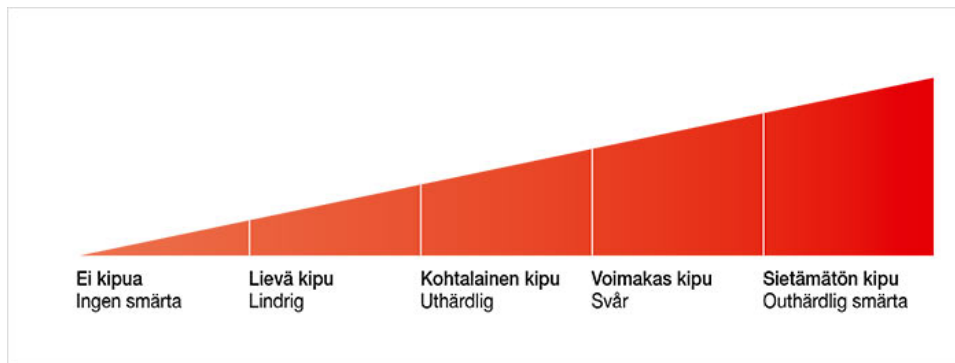 Ei kipua
Ingen smärta
Lievä kipu
Lindrig
Kohtalainen kipu
Uthärdlig
Voimakas kipu
Svår
Sietämätön kipu
Outhärdlig smärta